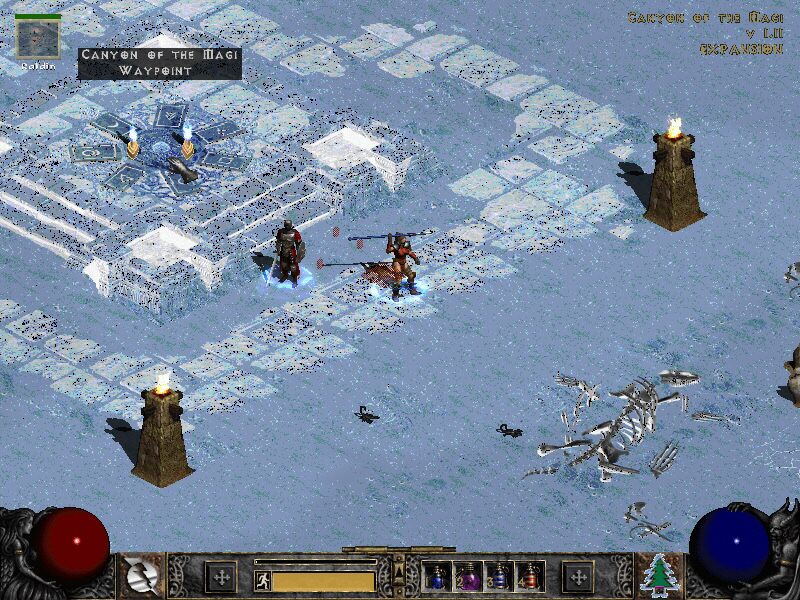 Canyon of the Magi
V 1.11
Expansion
Canyon of the Magi
Waypoint